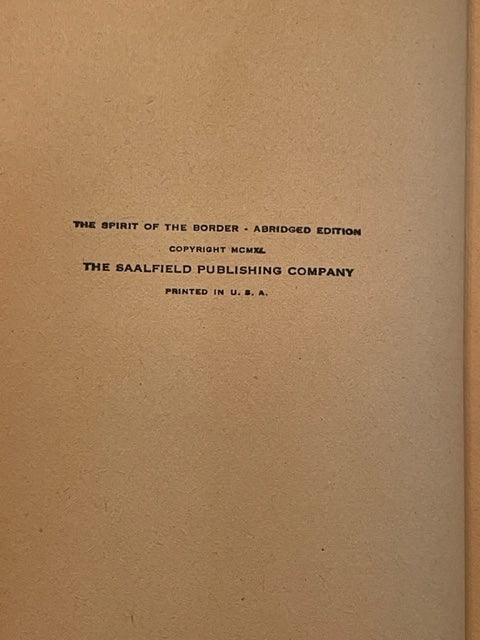 THE SPIRIT OF THE BORDER - ABRIDGED EDITION
COPYRIGHT MCMXL
THE SAALFIELD PUBLISHING COMPANY
PRINTED IN U. S. A.